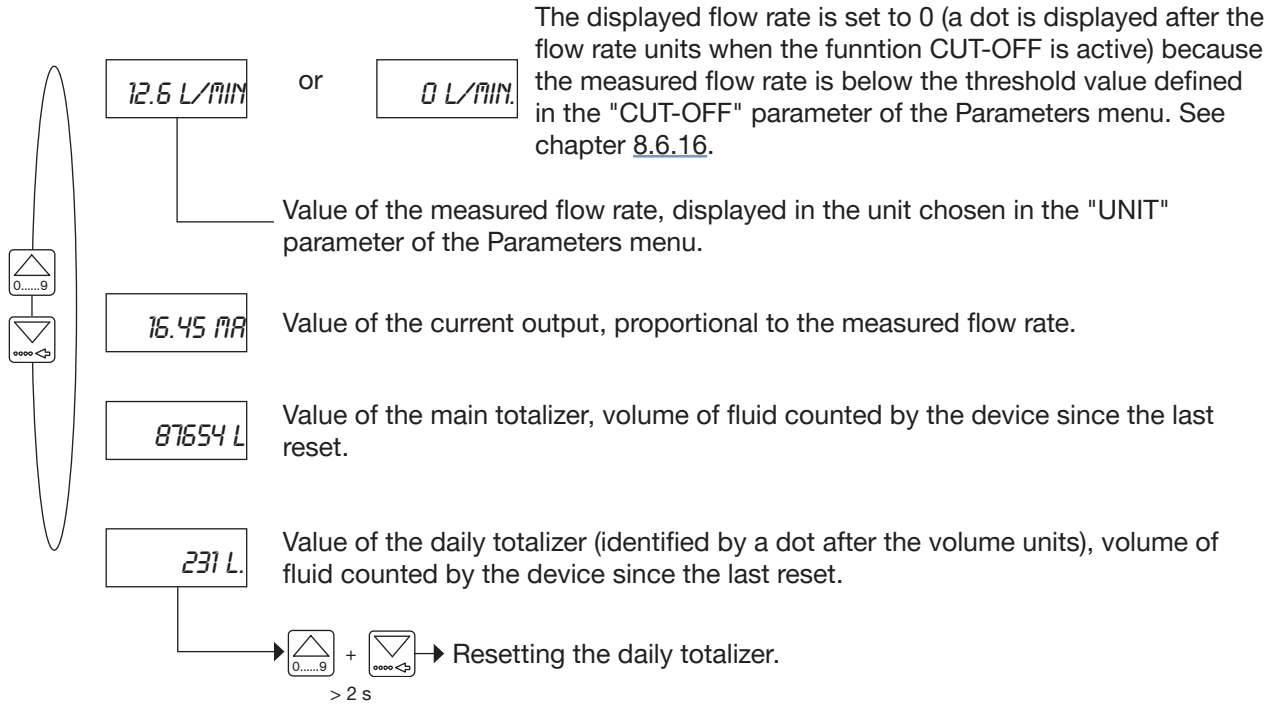 The displayed flow rate is set to 0 (a dot is displayed after the
flow rate units when the funntion CUT-OFF is active) because
the measured flow rate is below the threshold value defined
in the "CUT-OFF" parameter of the Parameters menu. See
chapter 8.6.16.
12.6 L/MIN
or
0 L/MIN.
Value of the measured flow rate, displayed in the unit chosen in the "UNIT"
parameter of the Parameters menu.
0......9
16.45 MA
Value of the current output, proportional to the measured flow rate.
87654 L
Value of the main totalizer, volume of fluid counted by the device since the last
reset.
231 L.
Value of the daily totalizer (identified by a dot after the volume units), volume of
fluid counted by the device since the last reset.
0......9
+
Resetting the daily totalizer.
> 2 s